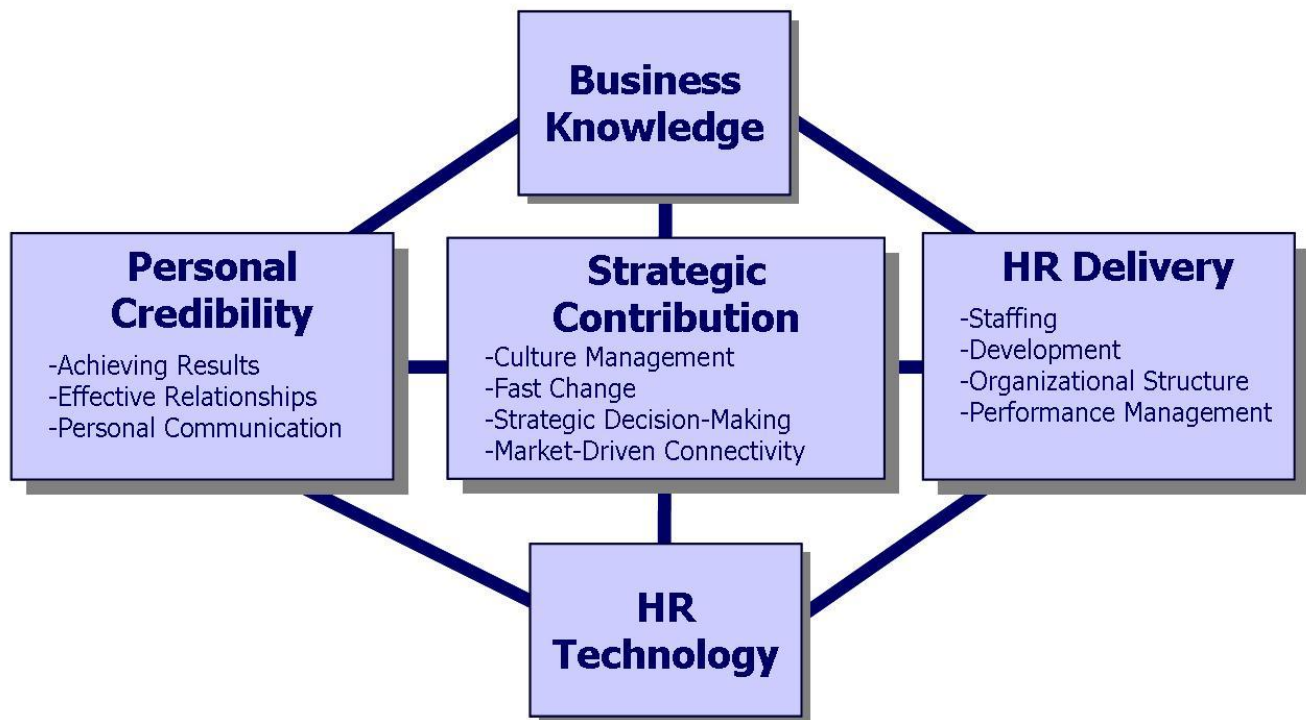 Business
Knowledge
Personal
Credibility
-Achieving Results
-Effective Relationships
-Personal Communication
Strategic
Contribution
-Culture Management
-Fast Change
-Strategic Decision-Making
-Market-Driven Connectivity
HR Delivery
-Staffing
-Development
-Organizational Structure
-Performance Management
HR
Technology